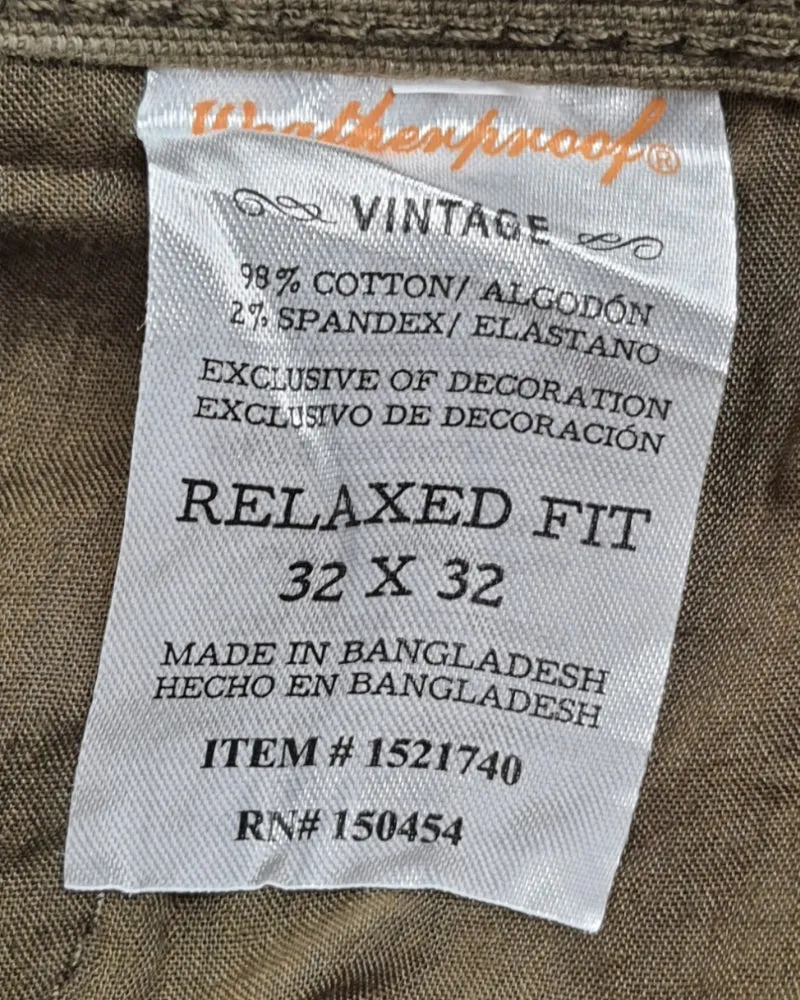 Weatherproof®
VINTAGE
98% COTTON/ ALGODÓN
2% SPANDEX/ ELASTANO
EXCLUSIVE OF DECORATION
EXCLUSIVO DE DECORACIÓN
RELAXED FIT
32 X 32
MADE IN BANGLADESH
HECHO EN BANGLADESH
ITEM # 1521740
RN# 150454